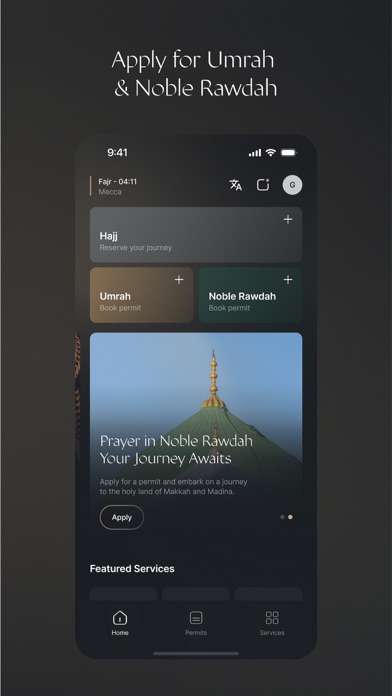 Apply for Umrah
& Noble Rawdah
9:41
Fajr - 04:11
Mecca
G
Hajj
Reserve your journey
Umrah
Book permit
Noble Rawdah
Book permit
Prayer in Noble Rawdah
Your Journey Awaits
Apply for a permit and embark on a journey
to the holy land of Makkah and Madina.
Apply
Featured Services
Home
Permits
Services